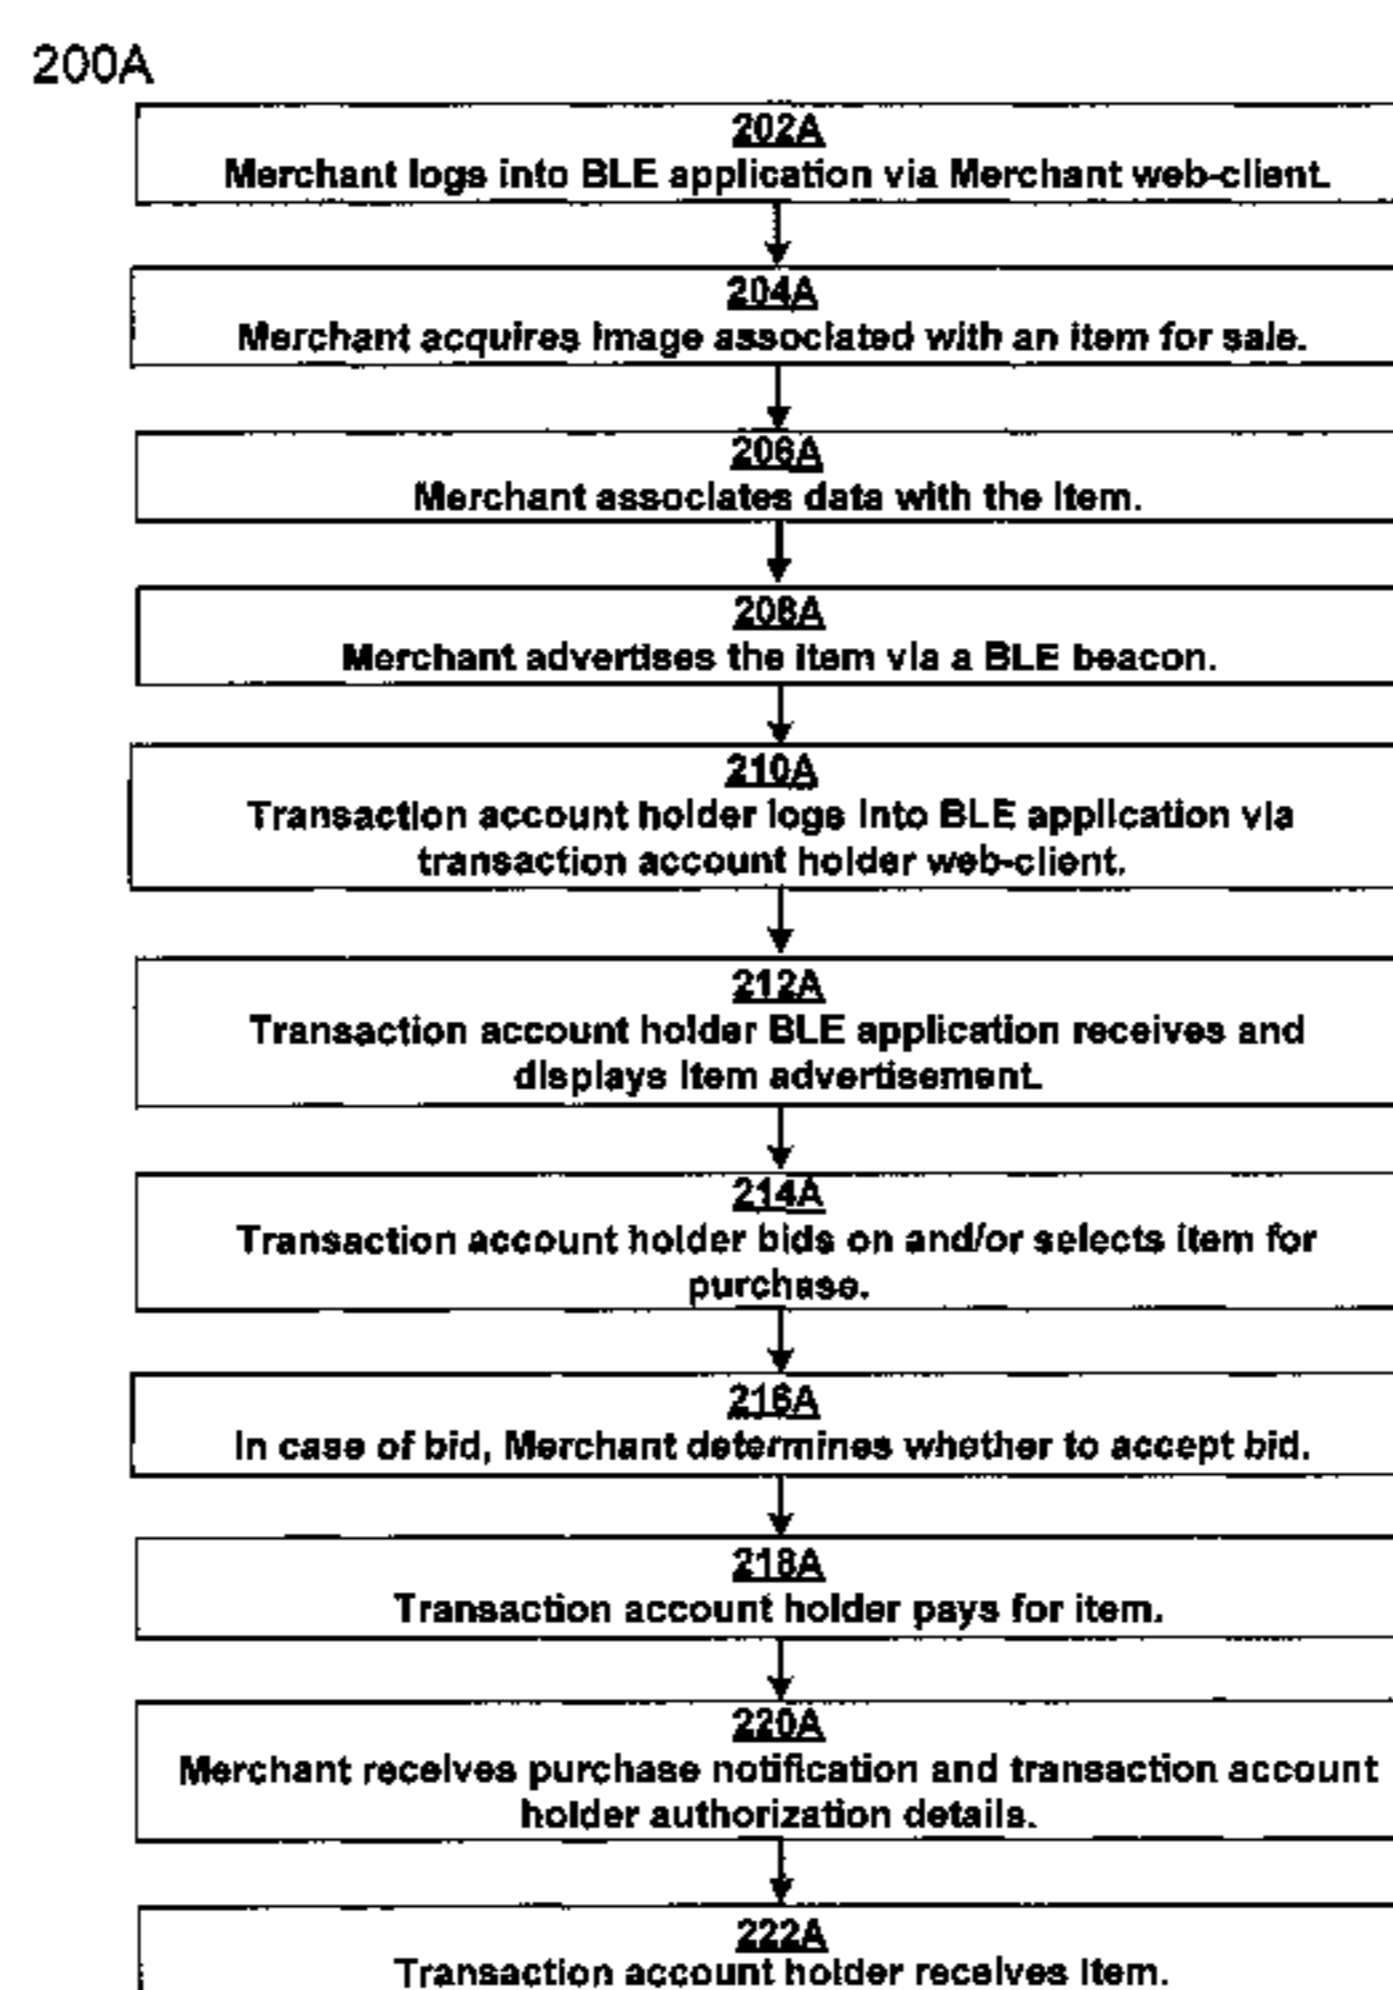 200A
202A
Merchant logs into BLE application via Merchant web-client.
204A
Merchant acquires image associated with an item for sale.
206A
Merchant associates data with the item.
208A
Merchant advertises the item via a BLE beacon.
210A
Transaction account holder logs into BLE application via
transaction account holder web-client.
212A
Transaction account holder BLE application receives and
displays item advertisement.
214A
Transaction account holder bids on and/or selects item for
purchase.
216A
In case of bid, Merchant determines whether to accept bid.
218A
Transaction account holder pays for item.
220A
Merchant receives purchase notification and transaction account
holder authorization details.
222A
Transaction account holder receives item.